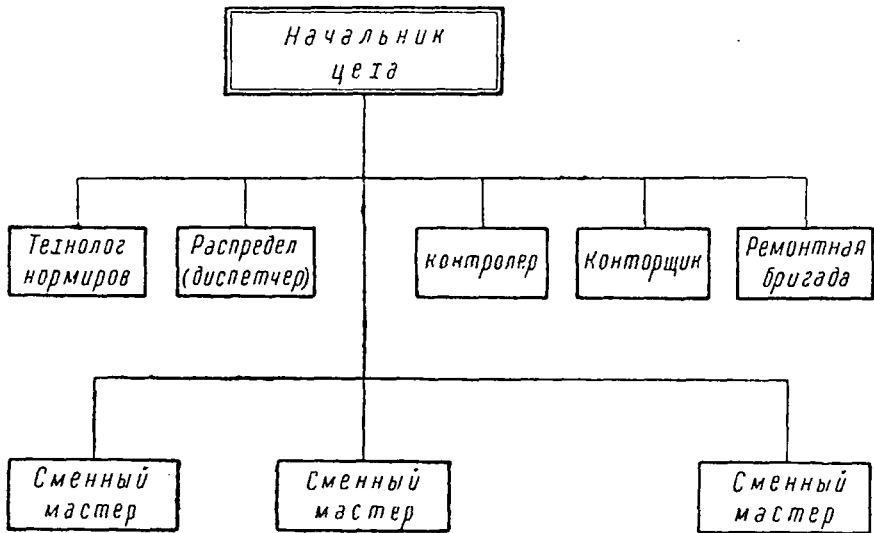 Начальник
цеха
Технолог
нормиров
Распредел
(диспетчер)
контролер
Конторщик
Ремонтная
бригада
Сменный
мастер
Сменный
мастер
Сменный
мастер